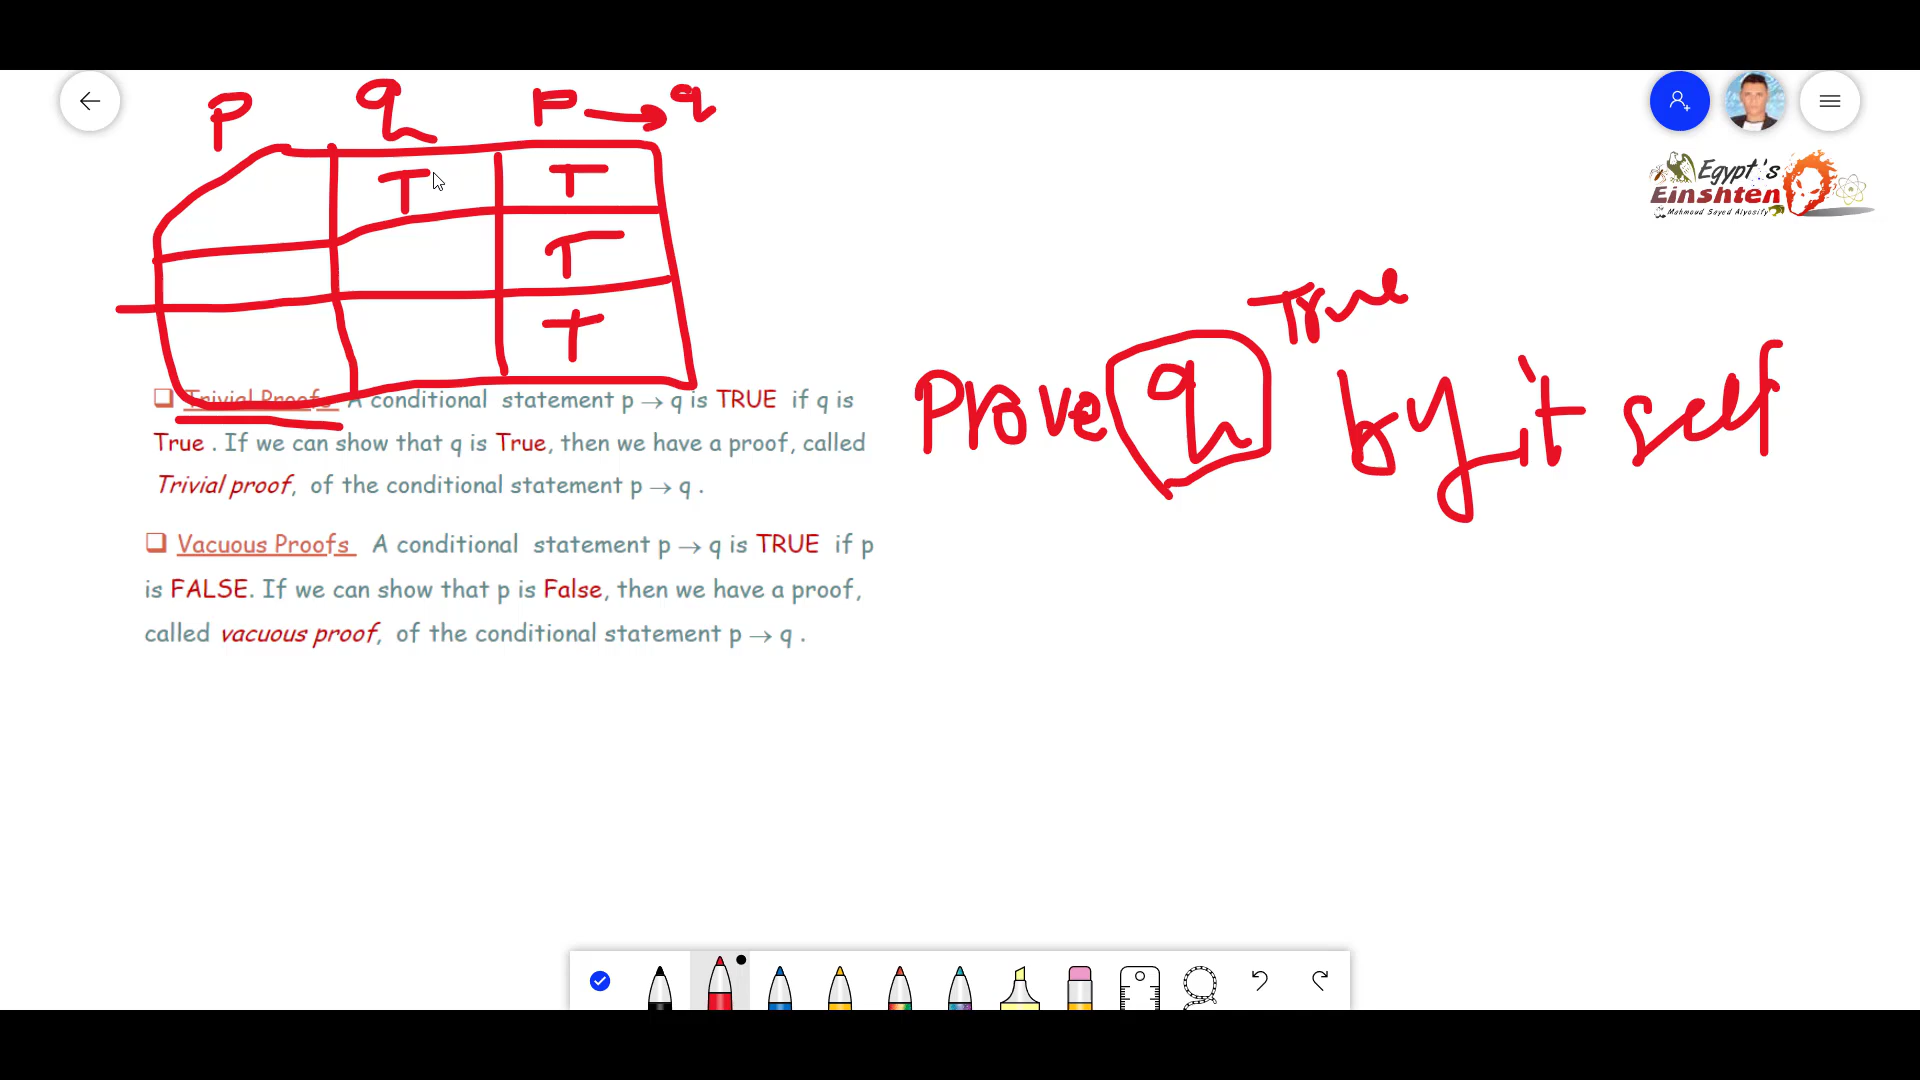 p q P → q
T T
T
T
True
Prove q by it self
❑ Trivial Proofs A conditional statement p → q is TRUE if q is
True . If we can show that q is True, then we have a proof, called
Trivial proof, of the conditional statement p → q .
❑ Vacuous Proofs A conditional statement p → q is TRUE if p
is FALSE. If we can show that p is False, then we have a proof,
called vacuous proof, of the conditional statement p → q .
Egypt's
Einshten
Mahmoud Sayed Alyosify